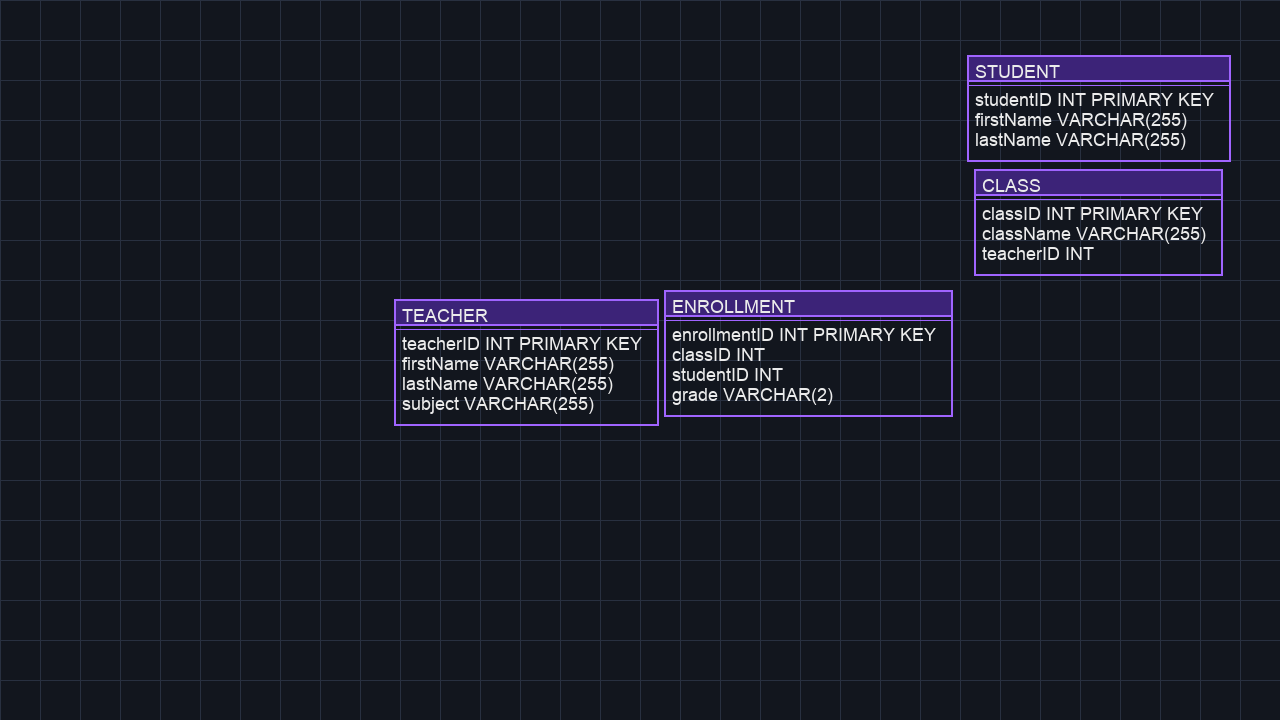 STUDENT
studentID INT PRIMARY KEY
firstName VARCHAR(255)
lastName VARCHAR(255)
CLASS
classID INT PRIMARY KEY
className VARCHAR(255)
teacherID INT
TEACHER
teacherID INT PRIMARY KEY
firstName VARCHAR(255)
lastName VARCHAR(255)
subject VARCHAR(255)
ENROLLMENT
enrollmentID INT PRIMARY KEY
classID INT
studentID INT
grade VARCHAR(2)